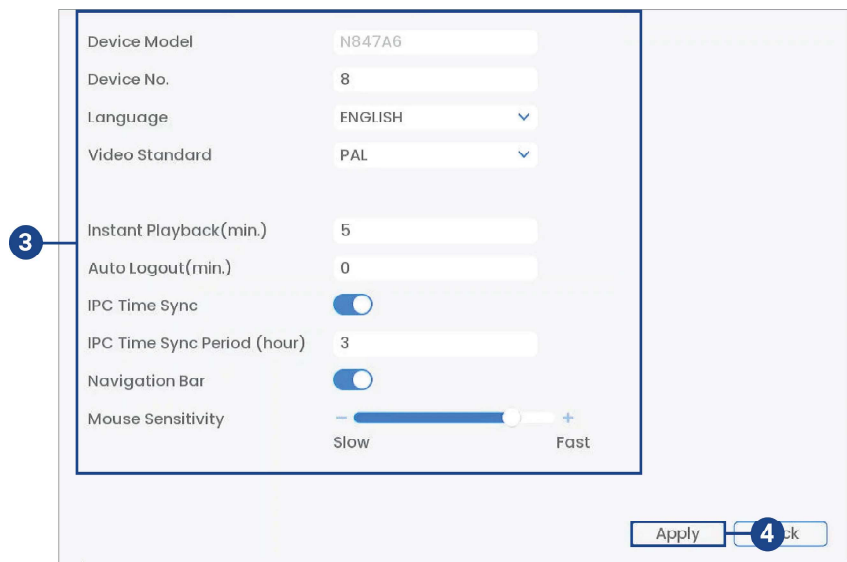 Device Model N847A6
Device No. 8
Language ENGLISH
Video Standard PAL
Instant Playback(min.) 5
Auto Logout(min.) 0
3
IPC Time Sync
IPC Time Sync Period (hour) 3
Navigation Bar
Mouse Sensitivity - +
Slow Fast
Apply 4 ck